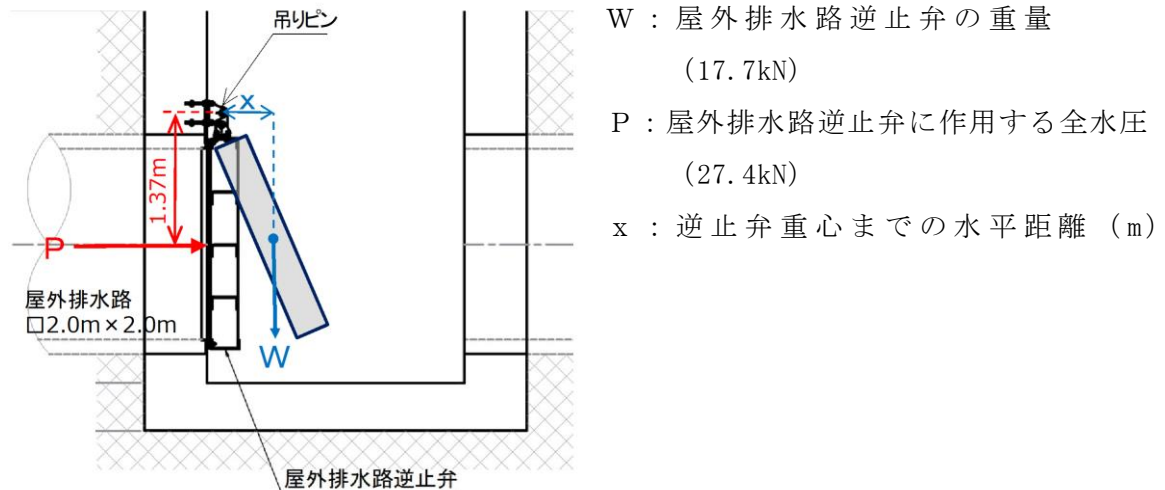 吊りピン
x
1.37m
P
屋外排水路
□2.0m×2.0m
W
屋外排水路逆止弁
W：屋外排水路逆止弁の重量
(17.7kN)
P：屋外排水路逆止弁に作用する全水圧
(27.4kN)
x：逆止弁重心までの水平距離（m）